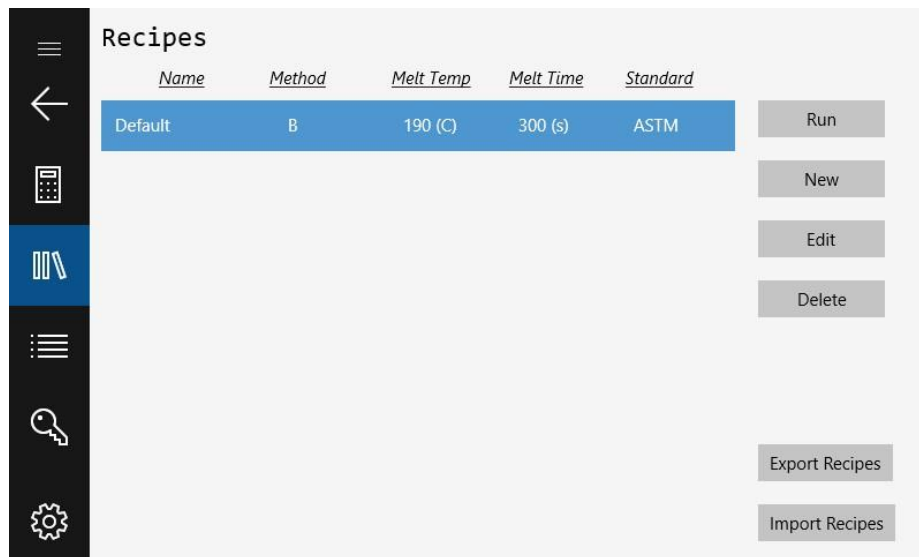 Recipes
Name Method Melt Temp Melt Time Standard
Default B 190 (C) 300 (s) ASTM
Run
New
Edit
Delete
Export Recipes
Import Recipes